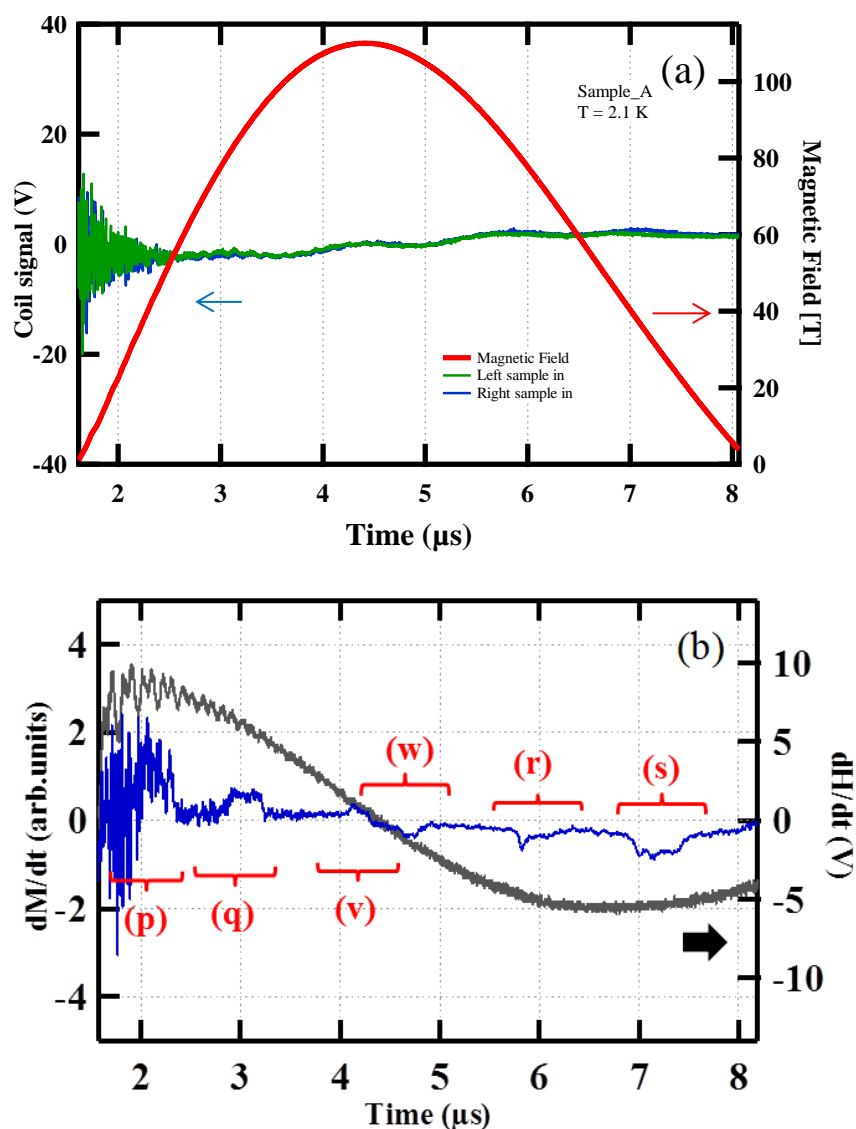 40
20
0
-20
-40
Coil signal (V)
(a)
Sample_A
T = 2.1 K
100
80
60
40
20
0
Magnetic Field [T]
Magnetic Field
Left sample in
Right sample in
2 3 4 5 6 7 8
Time (µs)
4
2
0
-2
-4
dM/dt (arb.units)
(b)
10
5
0
-5
-10
dH/dt (V)
(w)
(r)
(s)
(p)
(q)
(v)
2 3 4 5 6 7 8
Time (µs)